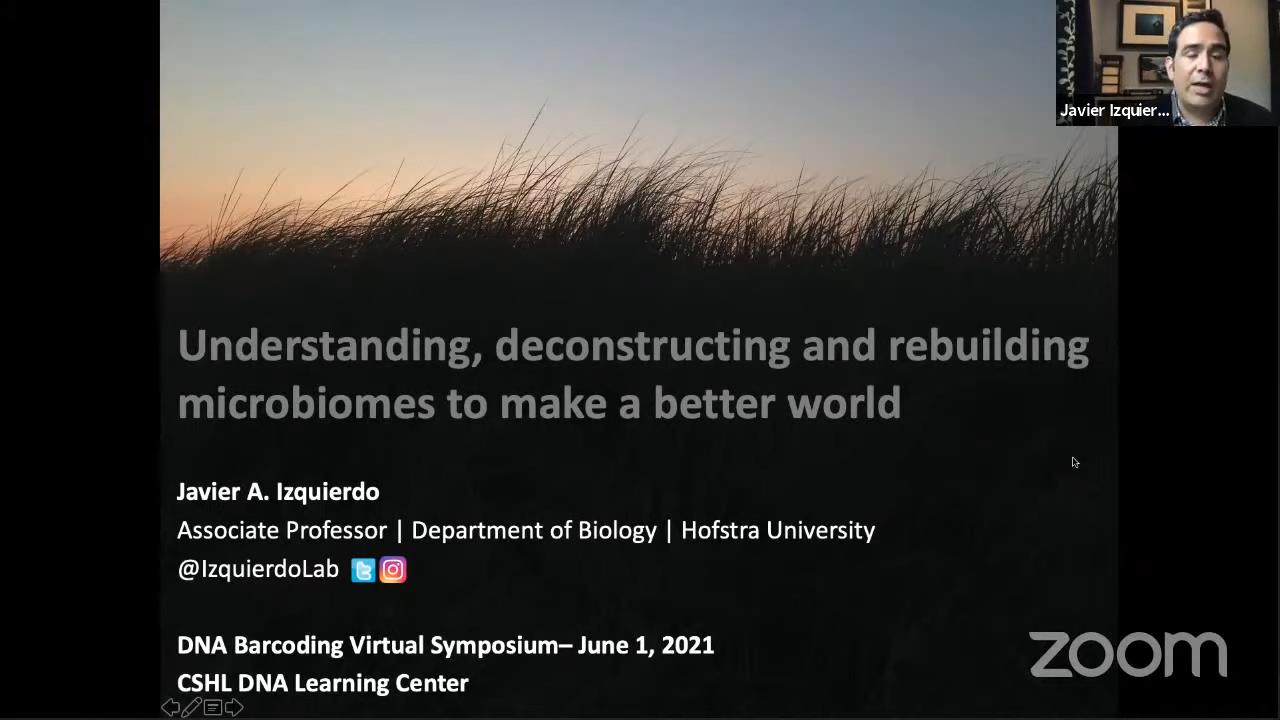 Javier Izquier...
Understanding, deconstructing and rebuilding
microbiomes to make a better world
Javier A. Izquierdo
Associate Professor | Department of Biology | Hofstra University
@IzquierdoLab
DNA Barcoding Virtual Symposium– June 1, 2021
CSHL DNA Learning Center
zoom